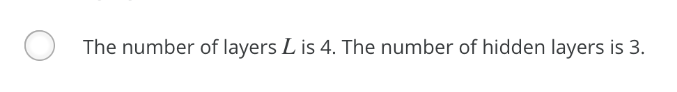 The number of layers L is 4. The number of hidden layers is 3.